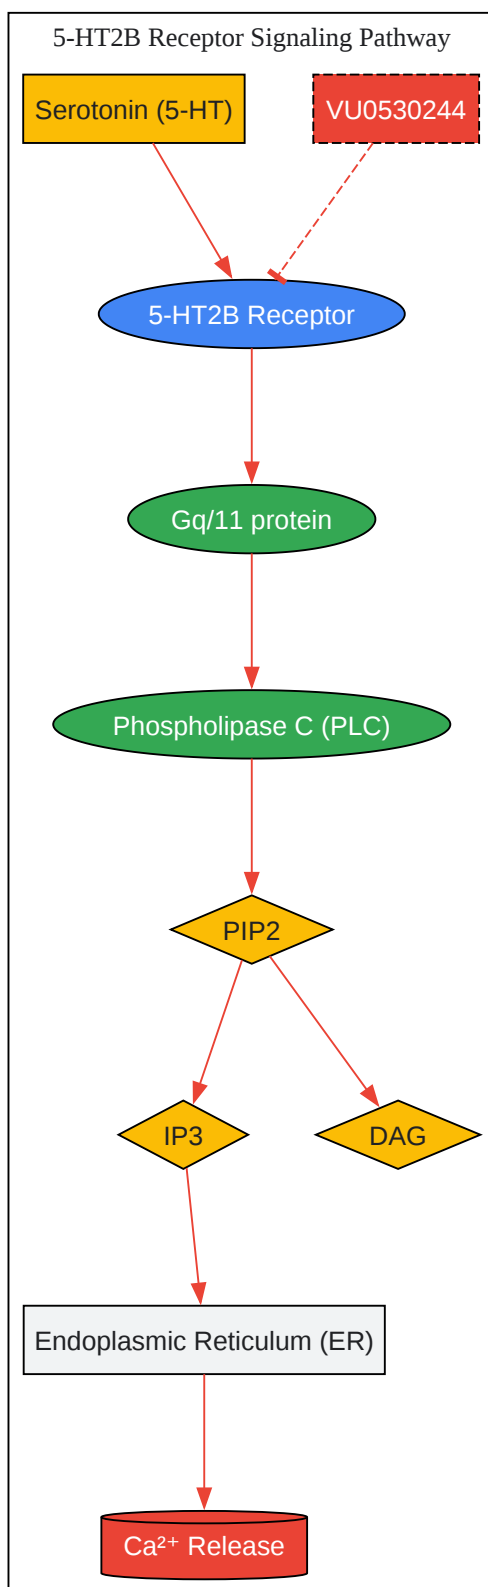 5-HT2B Receptor Signaling Pathway
Serotonin (5-HT)
VU0530244
5-HT2B Receptor
Gq/11 protein
Phospholipase C (PLC)
PIP2
IP3
DAG
Endoplasmic Reticulum (ER)
Ca²⁺ Release